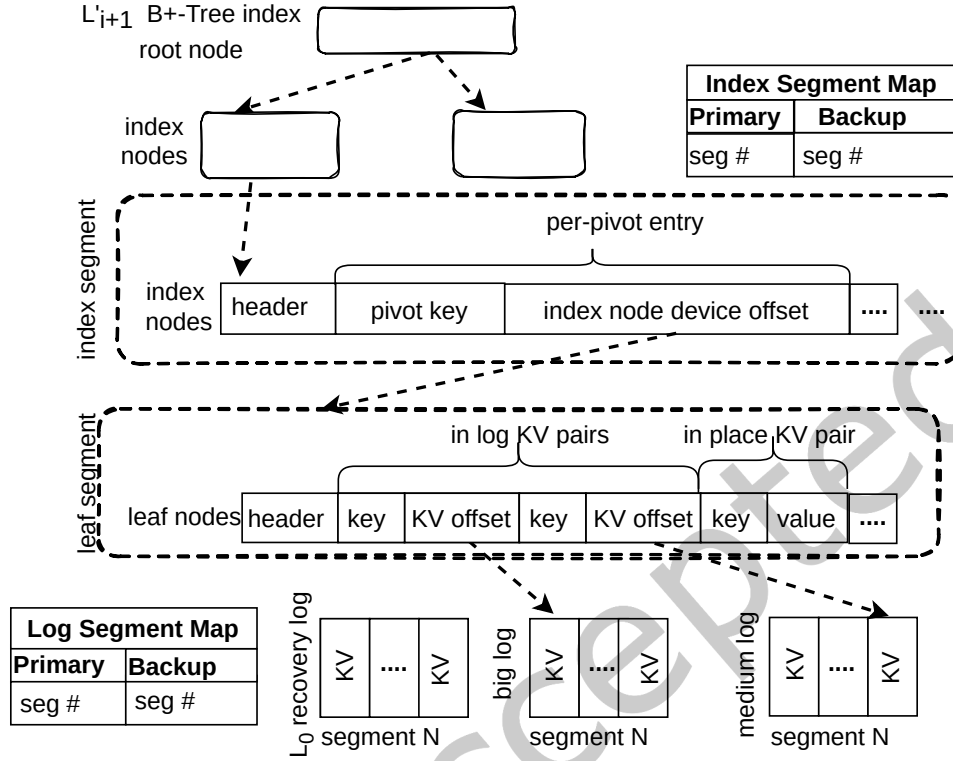 L'i+1 B+-Tree index
root node
Index Segment Map
Primary Backup
seg # seg #
index
nodes
index segment
per-pivot entry
index
nodes
header pivot key index node device offset .... ....
leaf segment
in log KV pairs in place KV pair
leaf nodes header key KV offset key KV offset key value ....
Log Segment Map
Primary Backup
seg # seg #
L0 recovery log
KV .... KV
segment N
big log
KV .... KV
segment N
medium log
KV .... KV
segment N
Accepted